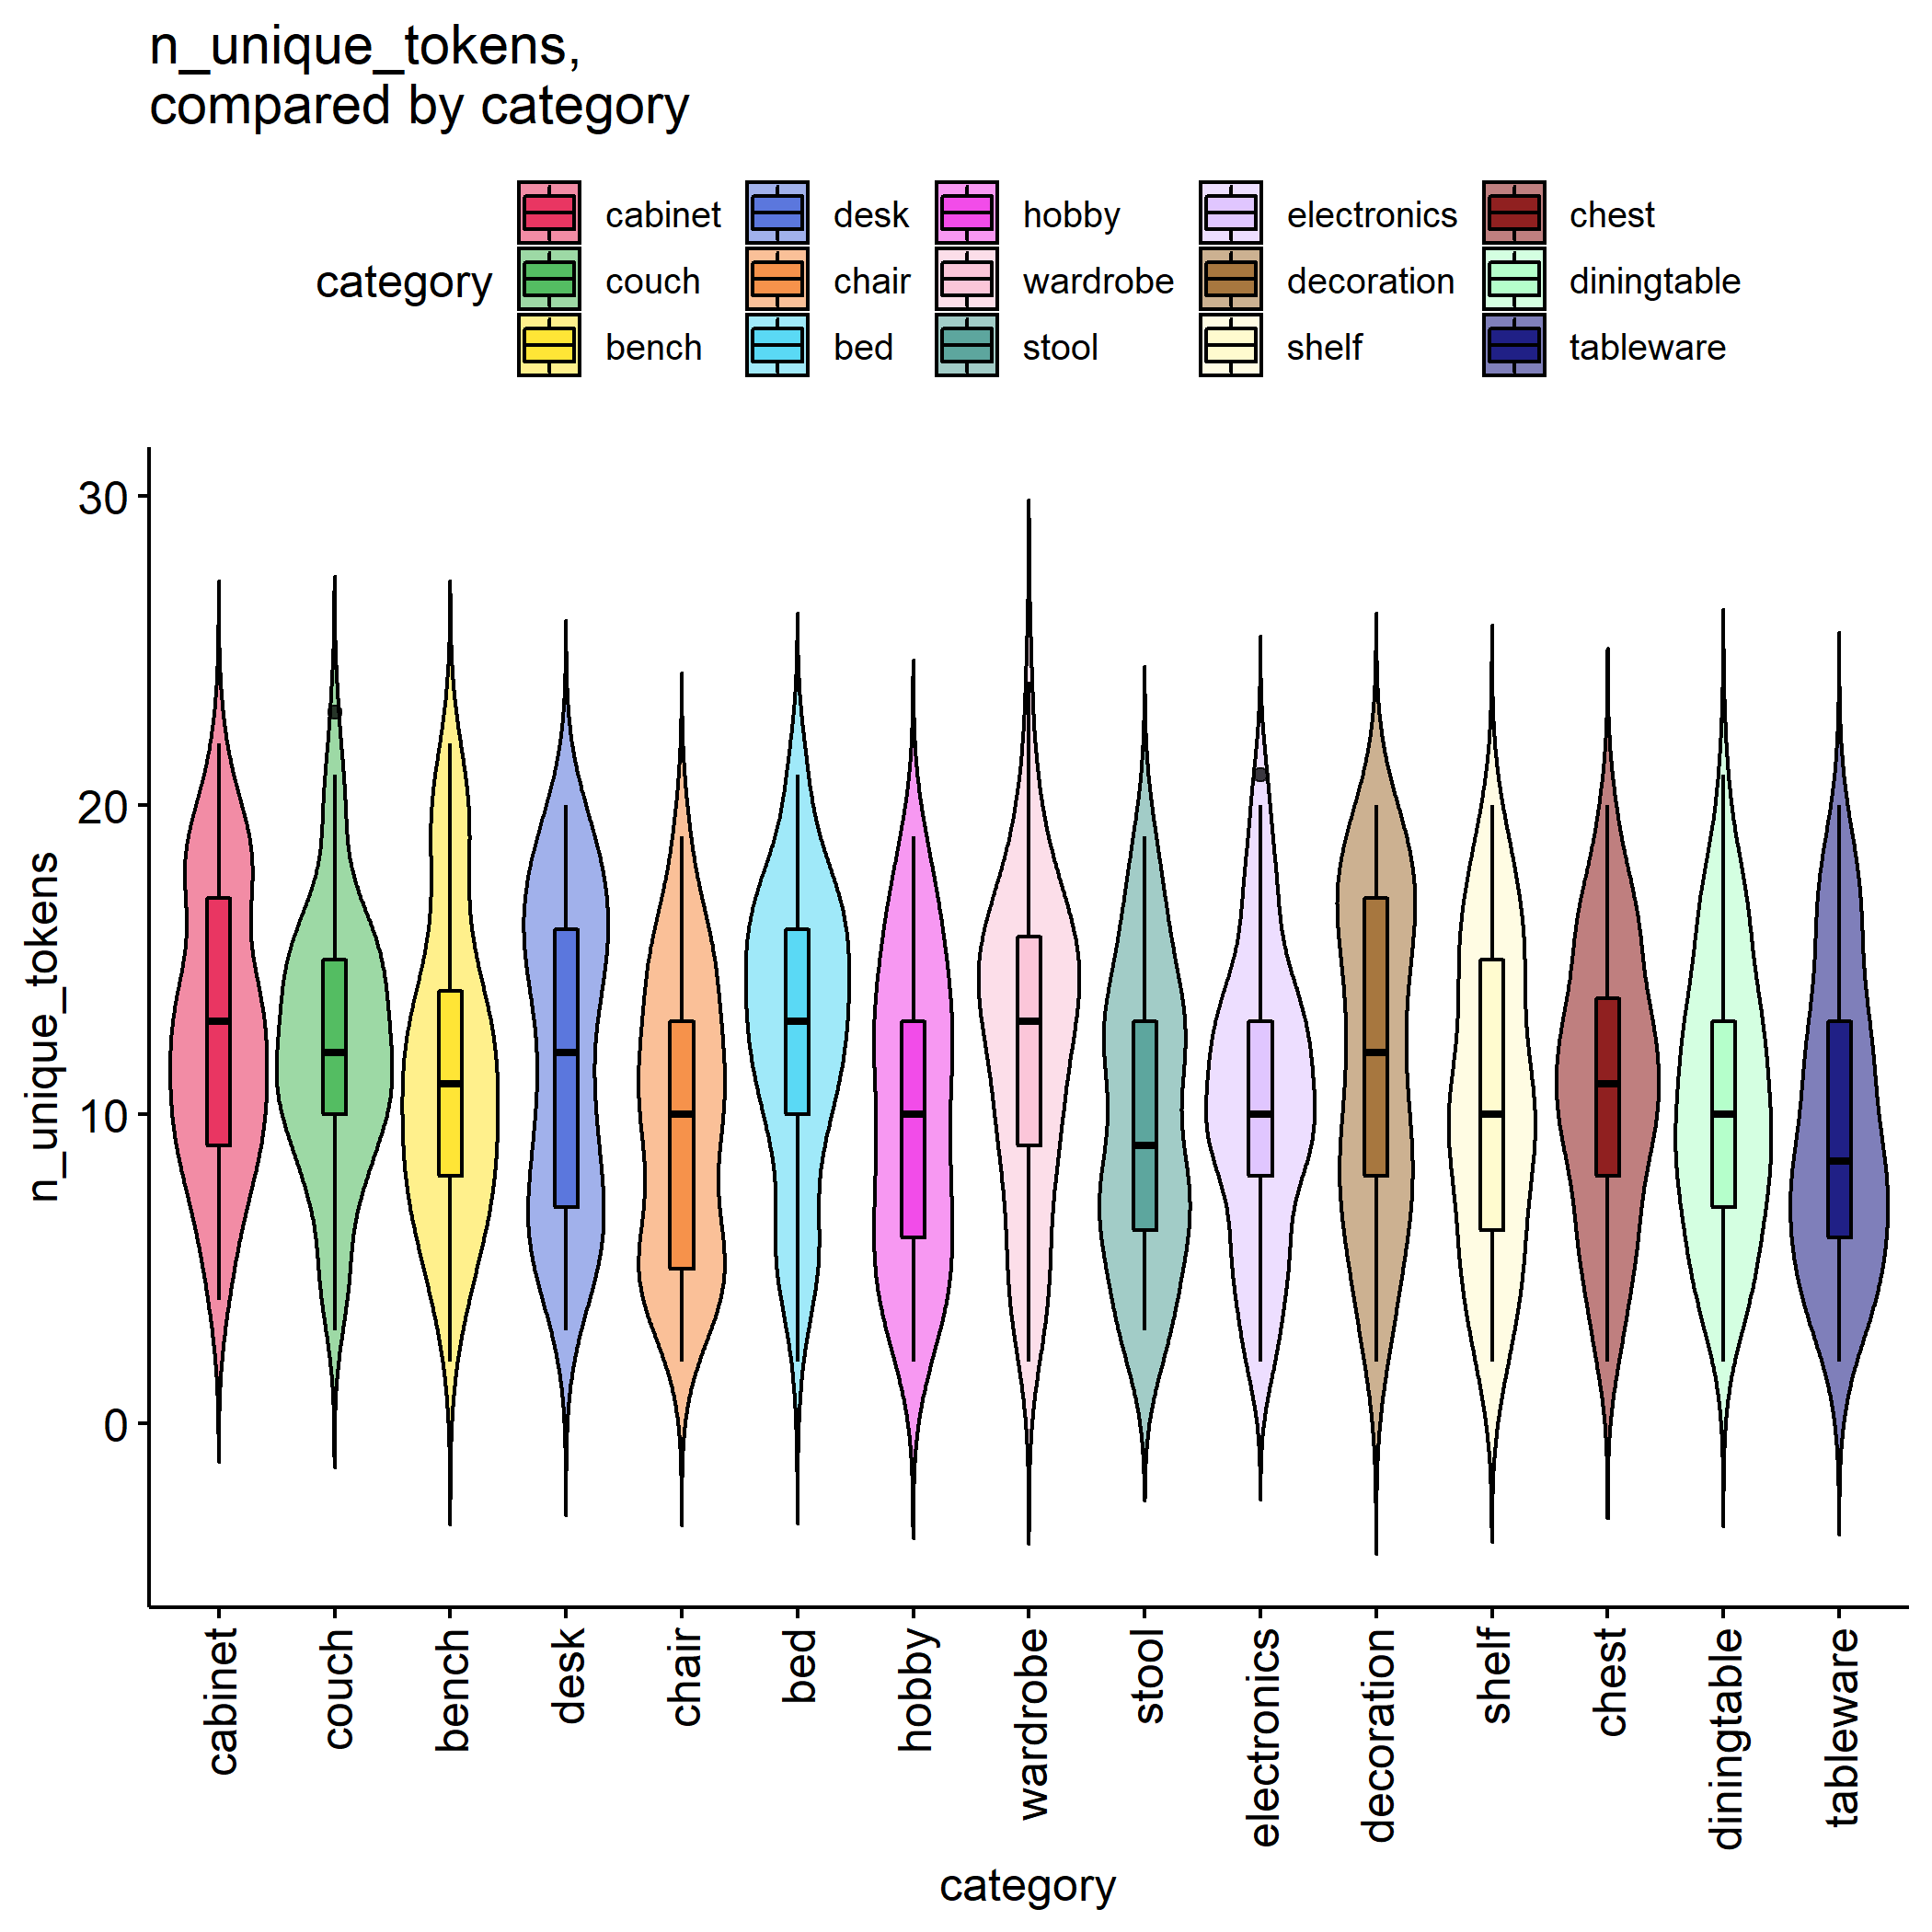 n_unique_tokens,
compared by category
category
cabinet desk hobby electronics chest
couch chair wardrobe decoration diningtable
bench bed stool shelf tableware
n_unique_tokens
30
20
10
0
cabinet couch bench desk chair bed hobby wardrobe stool electronics decoration shelf chest diningtable tableware
category